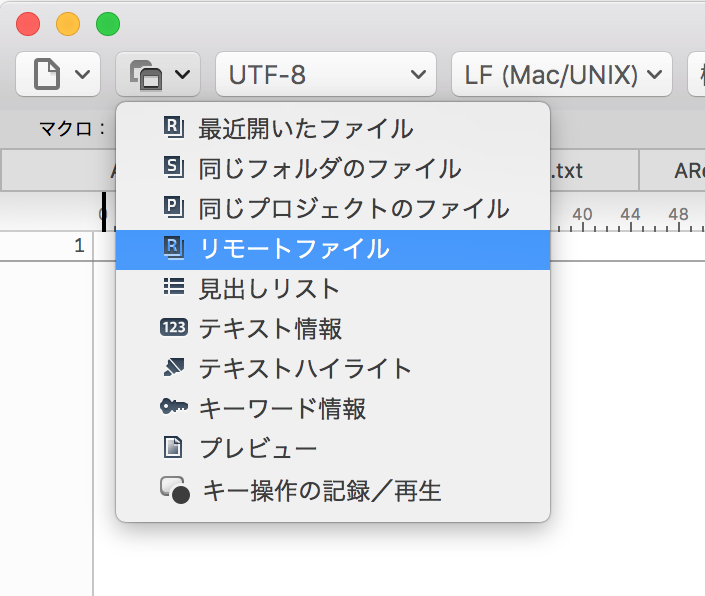 UTF-8
LF (Mac/UNIX)
マクロ：
最近開いたファイル
同じフォルダのファイル
.txt
同じプロジェクトのファイル
0
40 44 48
1
リモートファイル
見出しリスト
123 テキスト情報
テキストハイライト
キーワード情報
プレビュー
キー操作の記録／再生